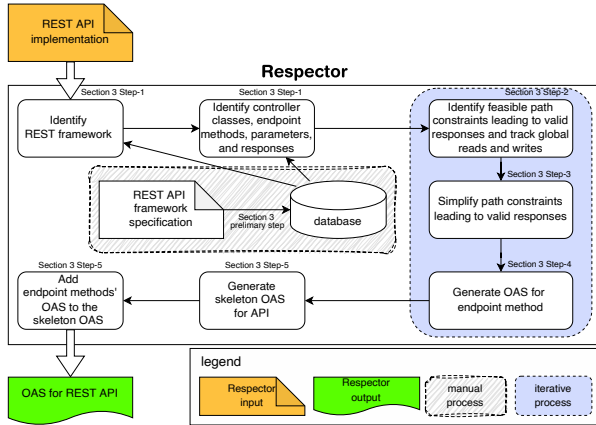 REST API
implementation
Respector
Section 3 Step-1
Identify
REST framework
Section 3 Step-1
Identify controller
classes, endpoint
methods, parameters,
and responses
Section 3 Step-2
Identify feasible path
constraints leading to valid
responses and track global
reads and writes
REST API
framework
specification
Section 3
prelimary step
database
Section 3 Step-3
Simplify path constraints
leading to valid responses
Section 3 Step-5
Add
endpoint methods'
OAS to the
skeleton OAS
Section 3 Step-5
Generate
skeleton OAS
for API
Section 3 Step-4
Generate OAS for
endpoint method
OAS for REST API
legend
Respector
input
Respector
output
manual
process
iterative
process